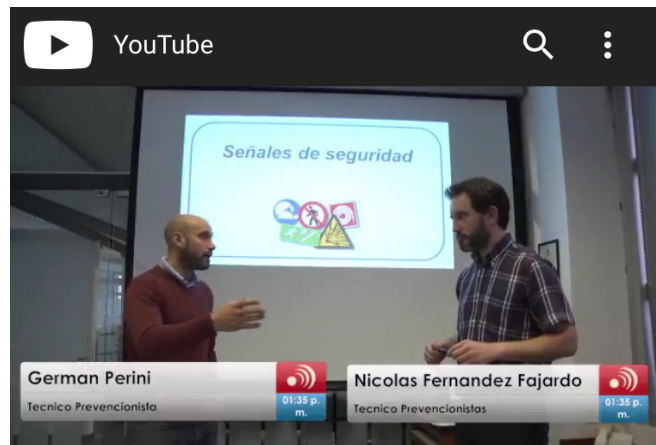 YouTube
Señales de seguridad
German Perini
Tecnico Prevencionista
01:35 p.
m.
Nicolas Fernandez Fajardo
Tecnico Prevencionistas
01:35 p.
m.